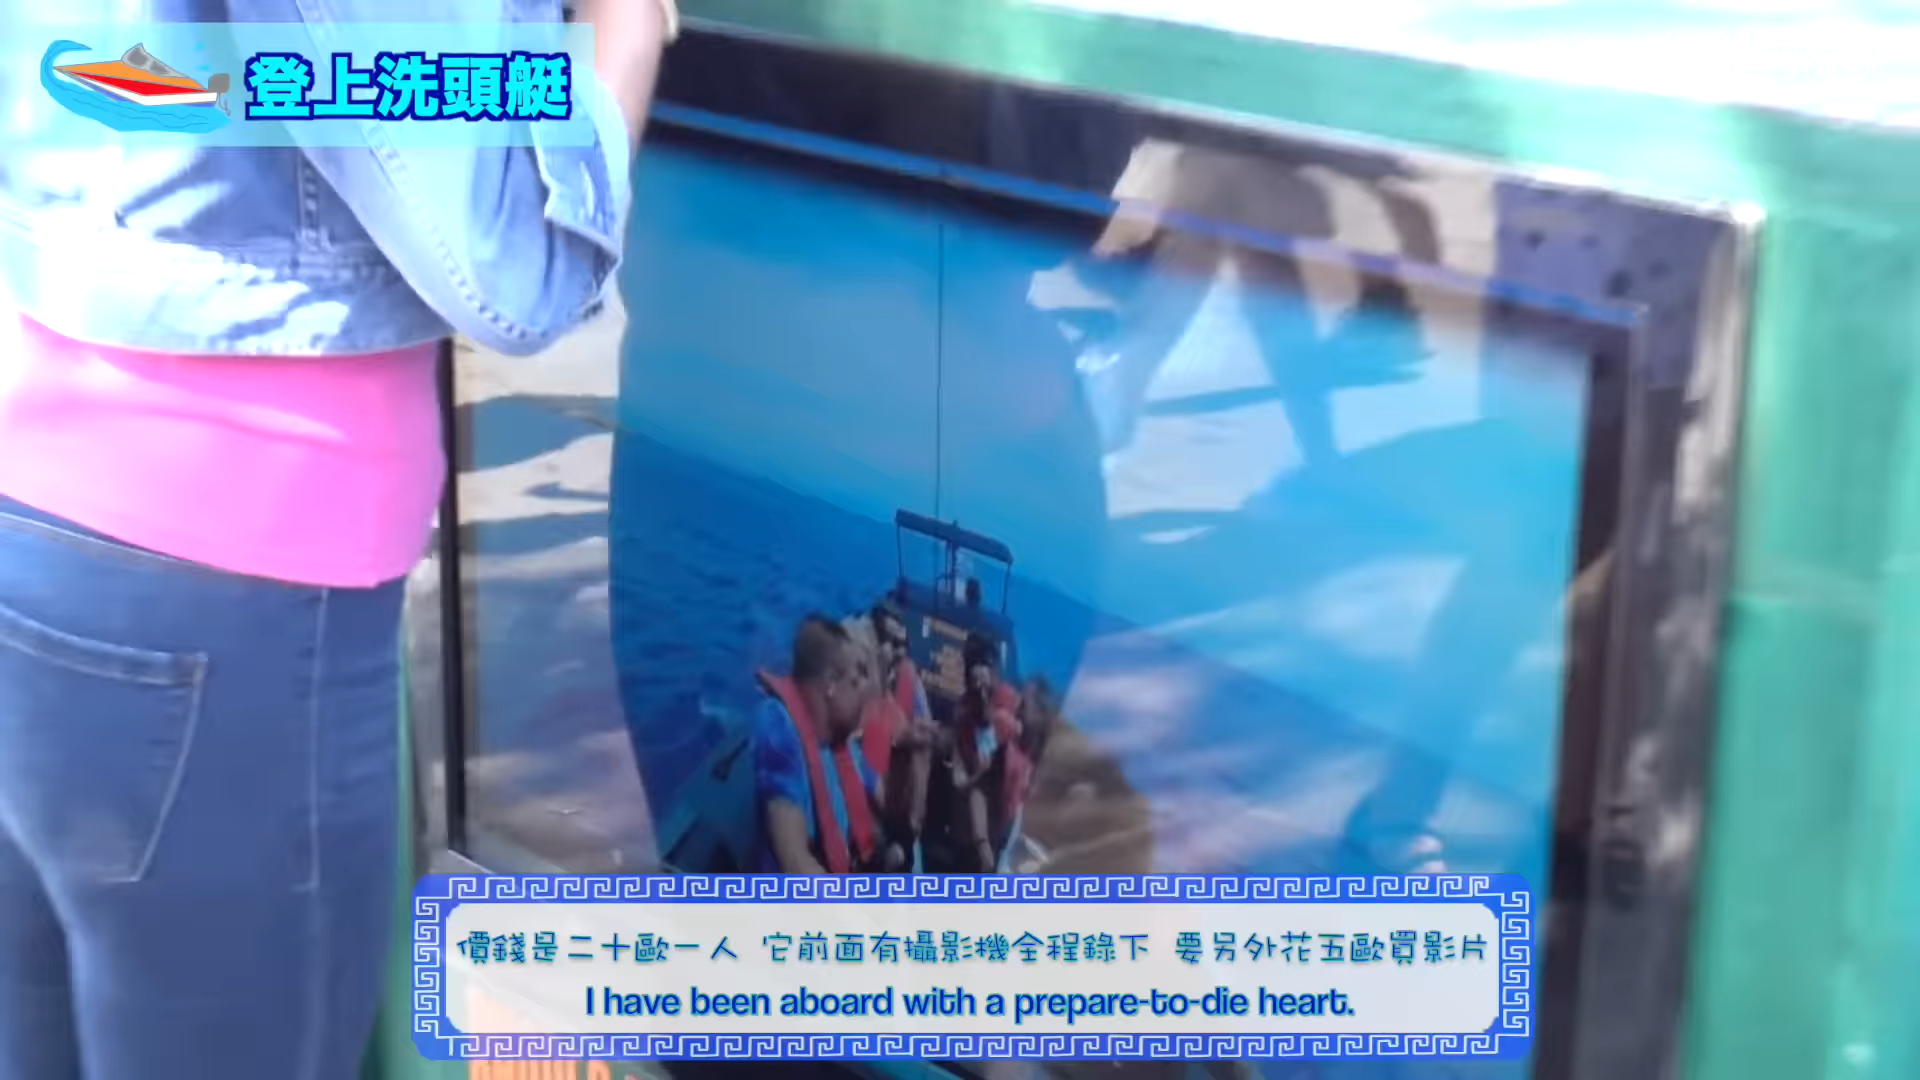 登上洗頭艇
價錢是二十歐一人 它前面有攝影機全程錄下 要另外花五歐買影片
I have been aboard with a prepare-to-die heart.